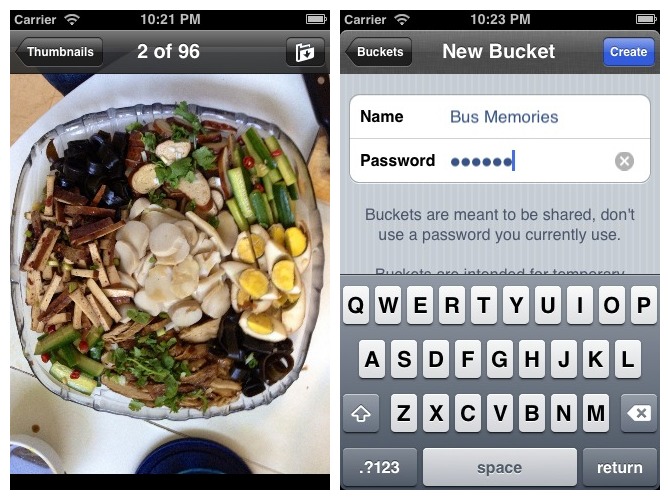 Carrier 10:21 PM
Thumbnails 2 of 96
Carrier 10:23 PM
Buckets New Bucket Create
Name Bus Memories
Password ●●●●●●
Buckets are meant to be shared, don't
use a password you currently use.
Buckets are intended for temporary
Q W E R T Y U I O P
A S D F G H J K L
Z X C V B N M
.?123 space return